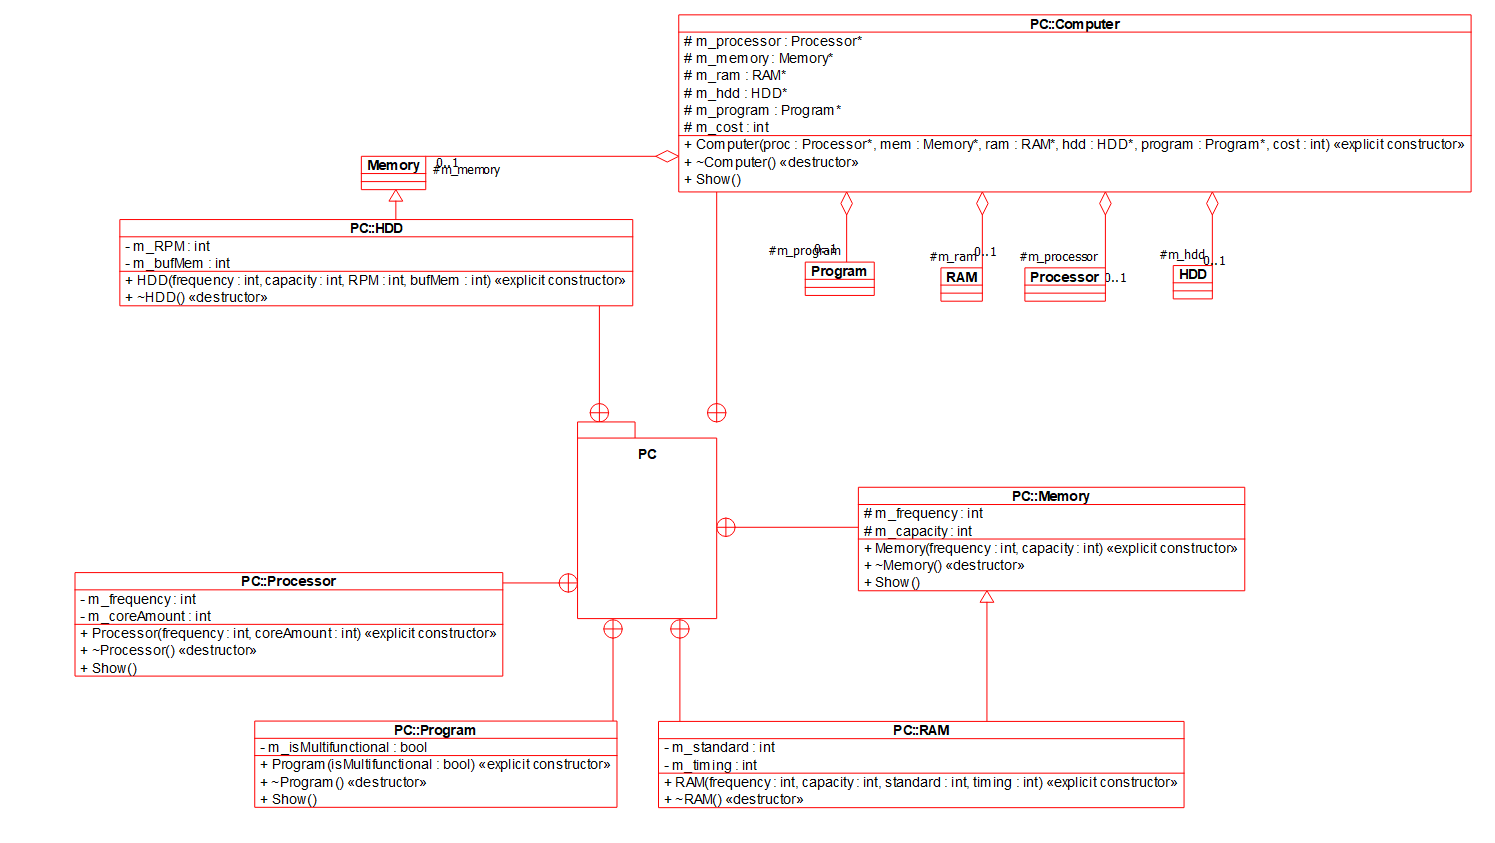 PC::Computer
# m_processor : Processor*
# m_memory : Memory*
# m_ram : RAM*
# m_hdd : HDD*
# m_program : Program*
# m_cost : int
+ Computer(proc : Processor*, mem : Memory*, ram : RAM*, hdd : HDD*, program : Program*, cost : int) «explicit constructor»
+ ~Computer() «destructor»
+ Show()
Memory
0..1
#m_memory
PC::HDD
- m_RPM : int
- m_bufMem : int
+ HDD(frequency : int, capacity : int, RPM : int, bufMem : int) «explicit constructor»
+ ~HDD() «destructor»
#m_program
0..1
Program
#m_ram
0..1
RAM
#m_processor
Processor
0..1
#m_hdd
0..1
HDD
PC
PC::Memory
# m_frequency : int
# m_capacity : int
+ Memory(frequency : int, capacity : int) «explicit constructor»
+ ~Memory() «destructor»
+ Show()
PC::Processor
- m_frequency : int
- m_coreAmount : int
+ Processor(frequency : int, coreAmount : int) «explicit constructor»
+ ~Processor() «destructor»
+ Show()
PC::Program
- m_isMultifunctional : bool
+ Program(isMultifunctional : bool) «explicit constructor»
+ ~Program() «destructor»
+ Show()
PC::RAM
- m_standard : int
- m_timing : int
+ RAM(frequency : int, capacity : int, standard : int, timing : int) «explicit constructor»
+ ~RAM() «destructor»